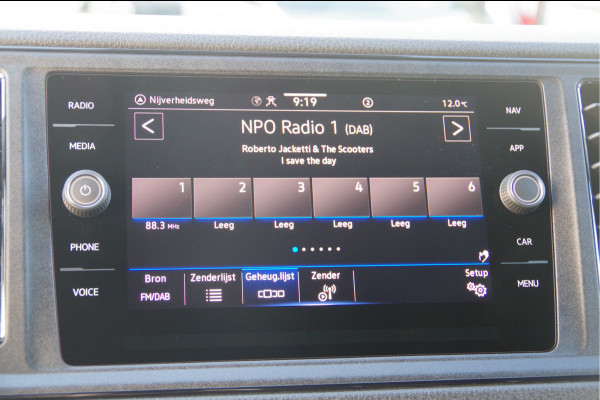 RADIO
MEDIA
PHONE
VOICE
Nijverheidsweg
9:19
2
12.0°C
NPO Radio 1 (DAB)
Roberto Jacketti & The Scooters
I save the day
1 2 3 4 5 6
88.3 MHz Leeg Leeg Leeg Leeg Leeg
Setup
Bron Zenderlijst Geheug.lijst Zender
FM/DAB
NAV
APP
CAR
MENU